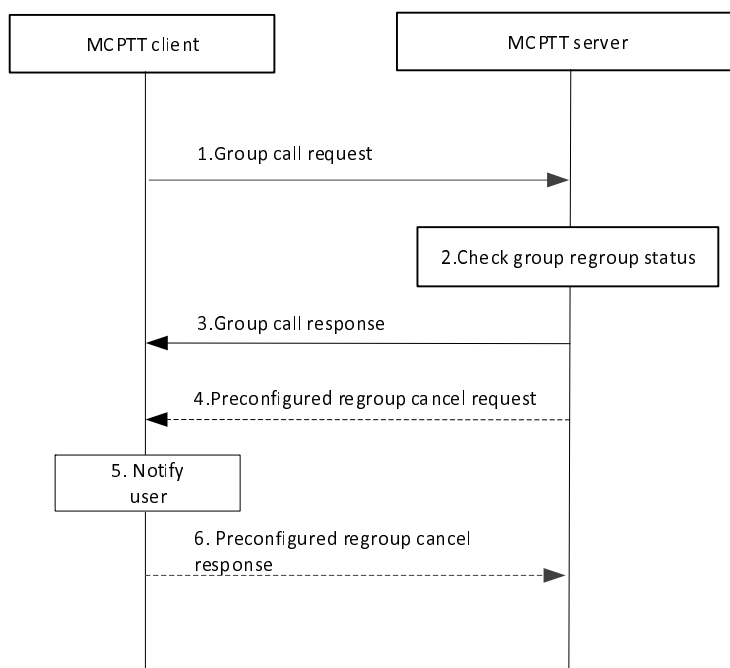 MCPTT client
MCPTT server
1.Group call request
2.Check group regroup status
3.Group call response
4.Preconfigured regroup cancel request
5. Notify
user
6. Preconfigured regroup cancel
response